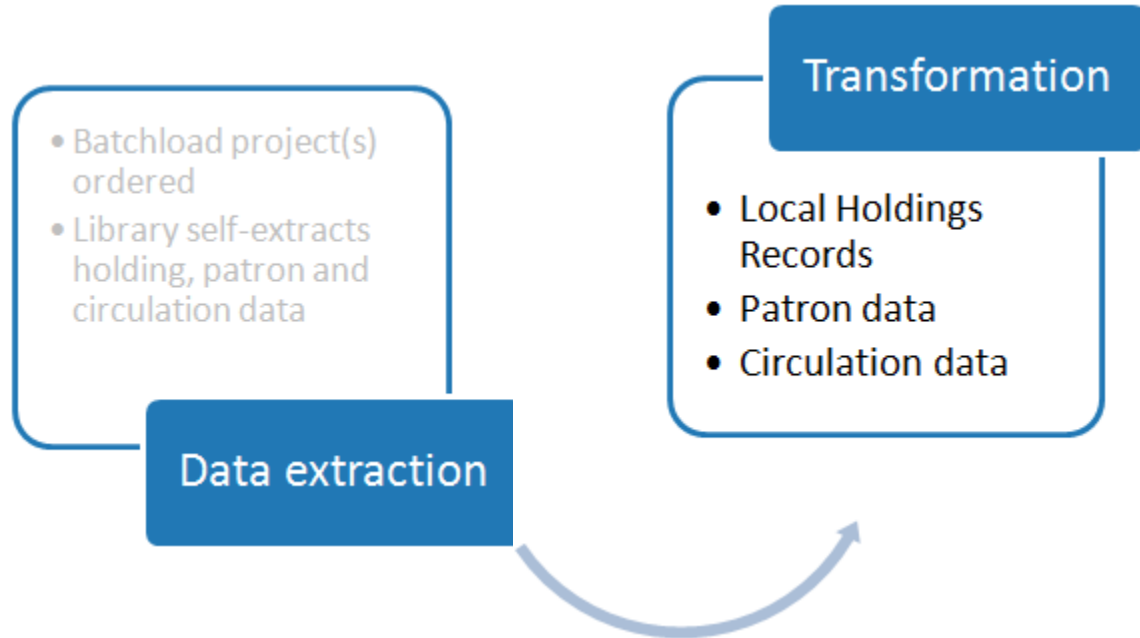 • Batchload project(s)
ordered
• Library self-extracts
holding, patron and
circulation data
Data extraction
Transformation
• Local Holdings
Records
• Patron data
• Circulation data